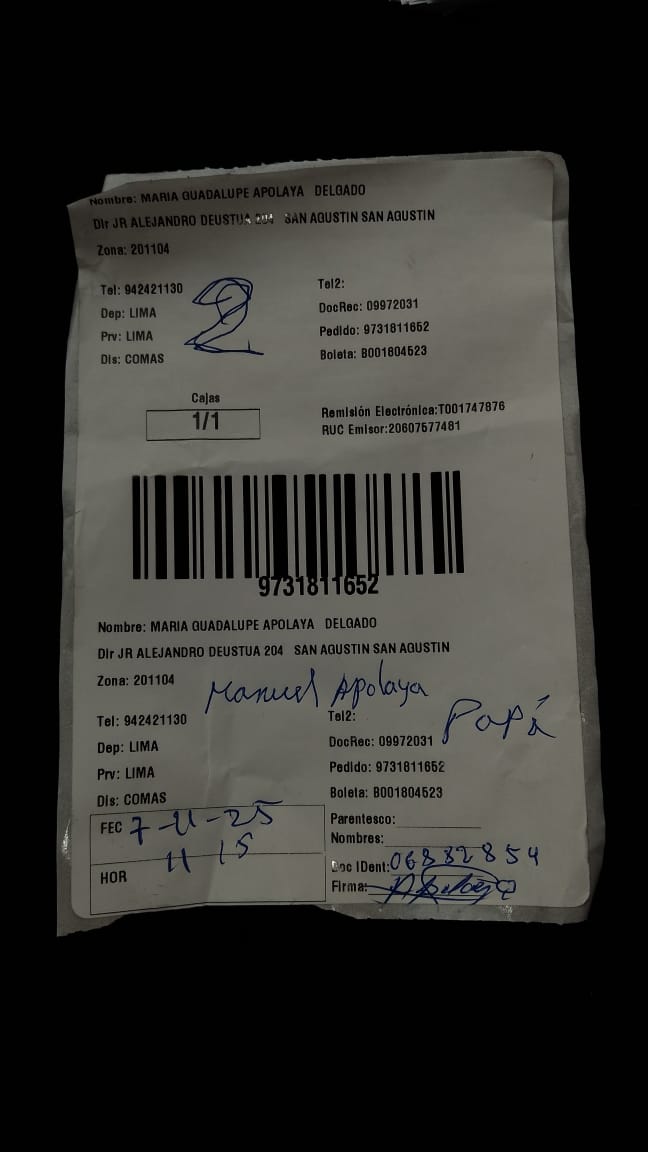 Nombre: MARIA GUADALUPE APOLAYA DELGADO
Dir JR ALEJANDRO DEUSTUA 204 SAN AGUSTIN SAN AGUSTIN
Zona: 201104
Tel: 942421130 Tel2:
Dep: LIMA DocRec: 09972031
Prv: LIMA Pedido: 9731811652
Dis: COMAS Boleta: B001804523
2
Cajas
1/1
Remisión Electrónica:T001747876
RUC Emisor:20607577481
9731811652
Nombre: MARIA GUADALUPE APOLAYA DELGADO
Dir JR ALEJANDRO DEUSTUA 204 SAN AGUSTIN SAN AGUSTIN
Zona: 201104
Manuel Apolaya
Papá
Tel: 942421130 Tel2:
Dep: LIMA DocRec: 09972031
Prv: LIMA Pedido: 9731811652
Dis: COMAS Boleta: B001804523
FEC 7-11-25 Parentesco:
Nombres:
11 15
HOR Doc IDent: 06882854
Firma: